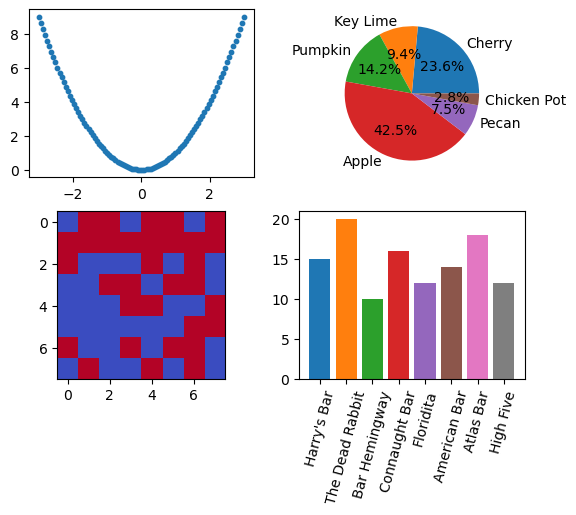 8
6
4
2
0
−2 0 2
Key Lime
Cherry
Pumpkin
9.4%
23.6%
14.2%
2.8%
Chicken Pot
7.5%
Pecan
42.5%
Apple
0
2
4
6
0 2 4 6
20
15
10
5
0
Harry's Bar
The Dead Rabbit
Bar Hemingway
Connaught Bar
Floridita
American Bar
Atlas Bar
High Five